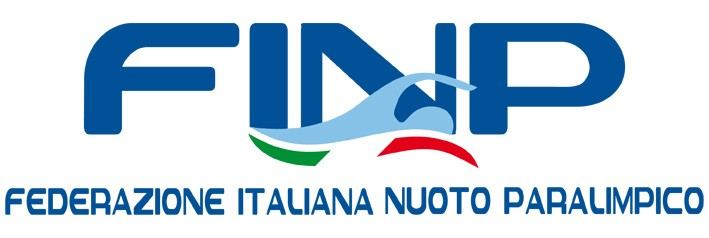 FINP
FEDERAZIONE ITALIANA NUOTO PARALIMPICO